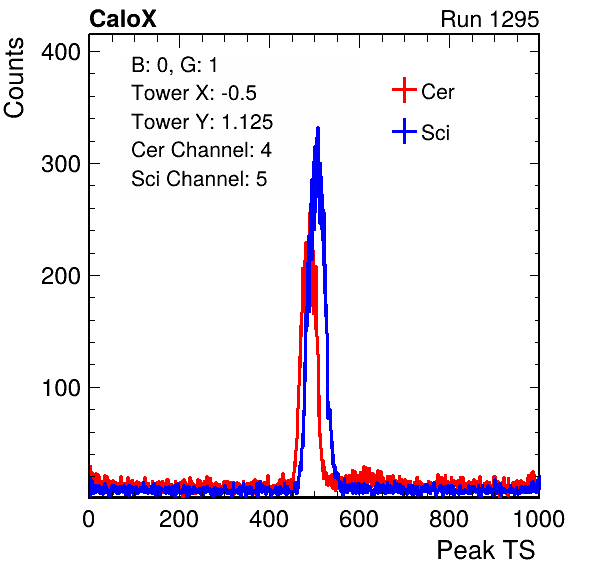 CaloX
Run 1295
Counts
400
300
200
100
B: 0, G: 1
Tower X: -0.5
Tower Y: 1.125
Cer Channel: 4
Sci Channel: 5
Cer
Sci
0 200 400 600 800 1000
Peak TS